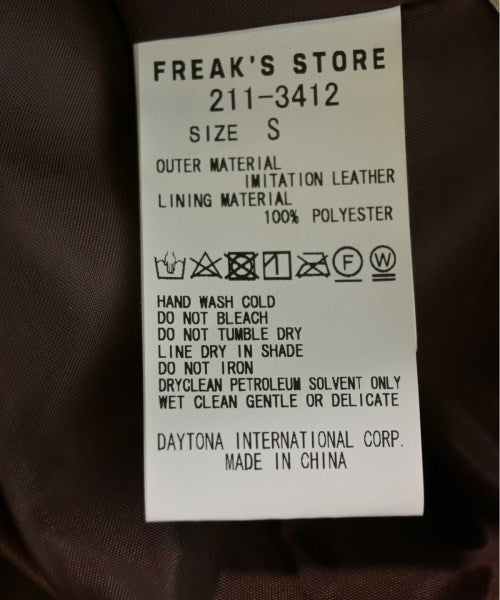 FREAK'S STORE
211-3412
SIZE S
OUTER MATERIAL
IMITATION LEATHER
LINING MATERIAL
100% POLYESTER
F W
HAND WASH COLD
DO NOT BLEACH
DO NOT TUMBLE DRY
LINE DRY IN SHADE
DO NOT IRON
DRYCLEAN PETROLEUM SOLVENT ONLY
WET CLEAN GENTLE OR DELICATE
DAYTONA INTERNATIONAL CORP.
MADE IN CHINA